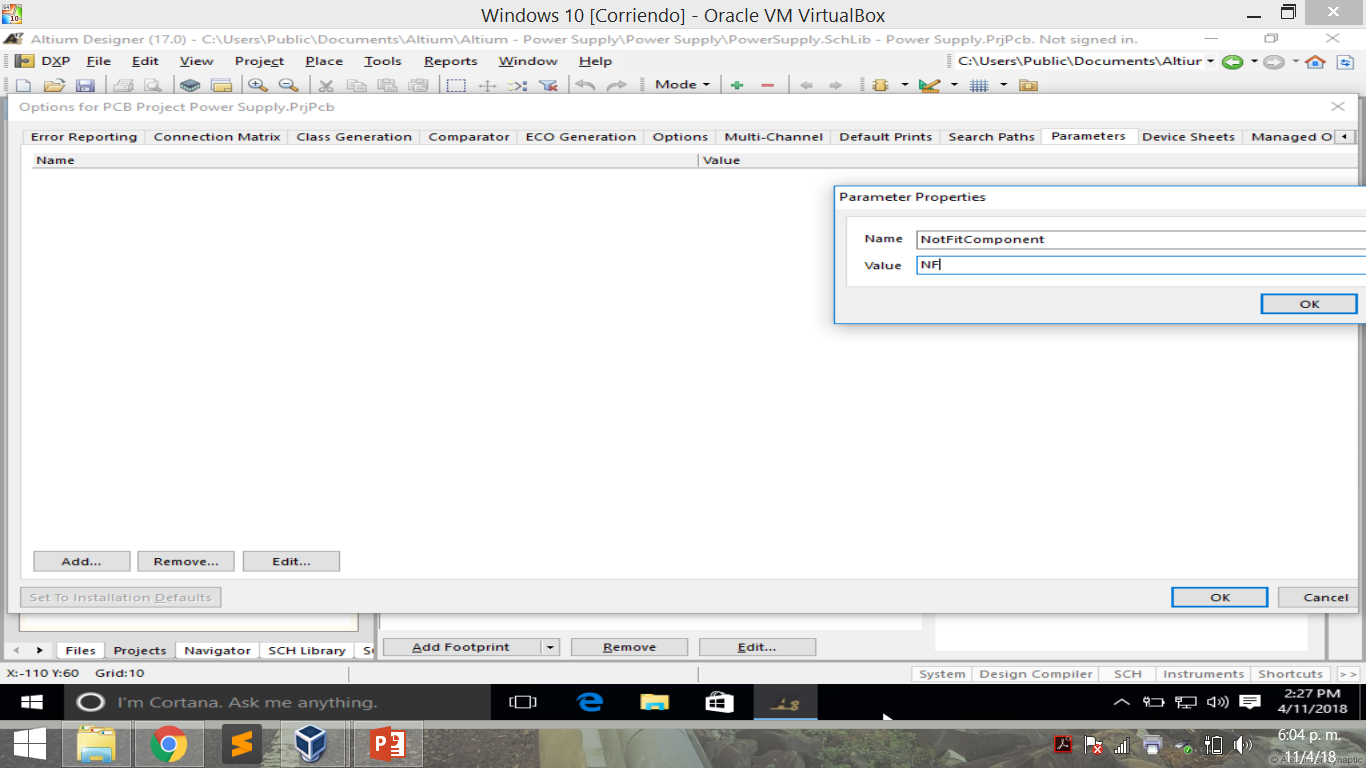 Windows 10 [Corriendo] - Oracle VM VirtualBox
Altium Designer (17.0) - C:\Users\Public\Documents\Altium\Altium - Power Supply\Power Supply\PowerSupply.SchLib - Power Supply.PrjPcb. Not signed in.
DXP File Edit View Project Place Tools Reports Window Help C:\Users\Public\Documents\Altiur
Mode
Options for PCB Project Power Supply.PrjPcb
Error Reporting Connection Matrix Class Generation Comparator ECO Generation Options Multi-Channel Default Prints Search Paths Parameters Device Sheets Managed O
Name Value
Parameter Properties
Name NotFitComponent
Value NF
OK
Add... Remove... Edit...
Set To Installation Defaults OK Cancel
Files Projects Navigator SCH Library Add Footprint Remove Edit...
X:-110 Y:60 Grid:10 System Design Compiler SCH Instruments Shortcuts >>
I'm Cortana. Ask me anything. 2:27 PM
4/11/2018
6:04 p. m.
11/4/18